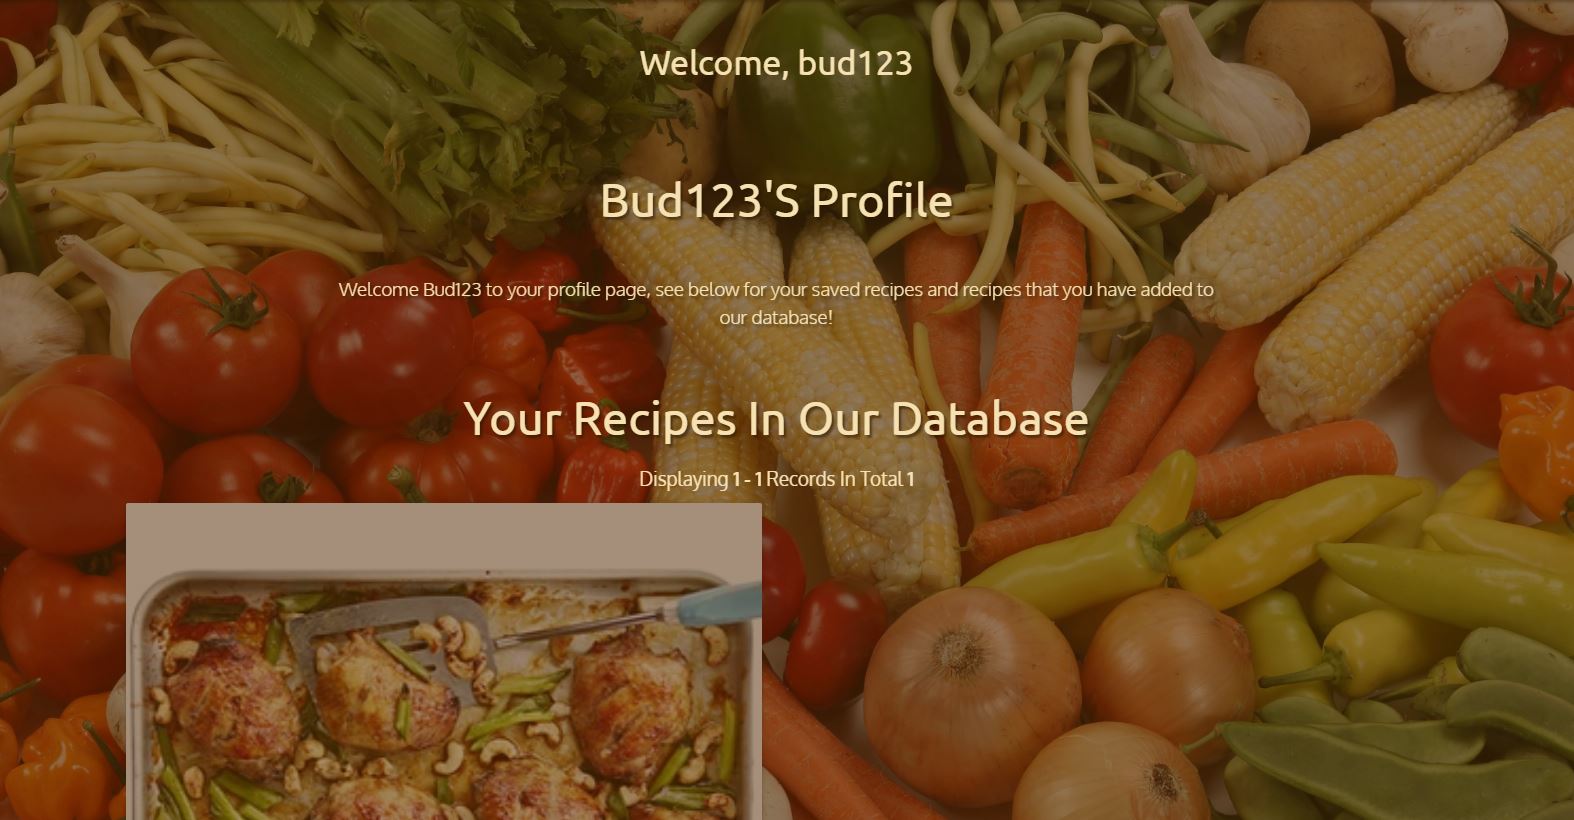 Welcome, bud123
Bud123'S Profile
Welcome Bud123 to your profile page, see below for your saved recipes and recipes that you have added to
our database!
Your Recipes In Our Database
Displaying 1 - 1 Records In Total 1